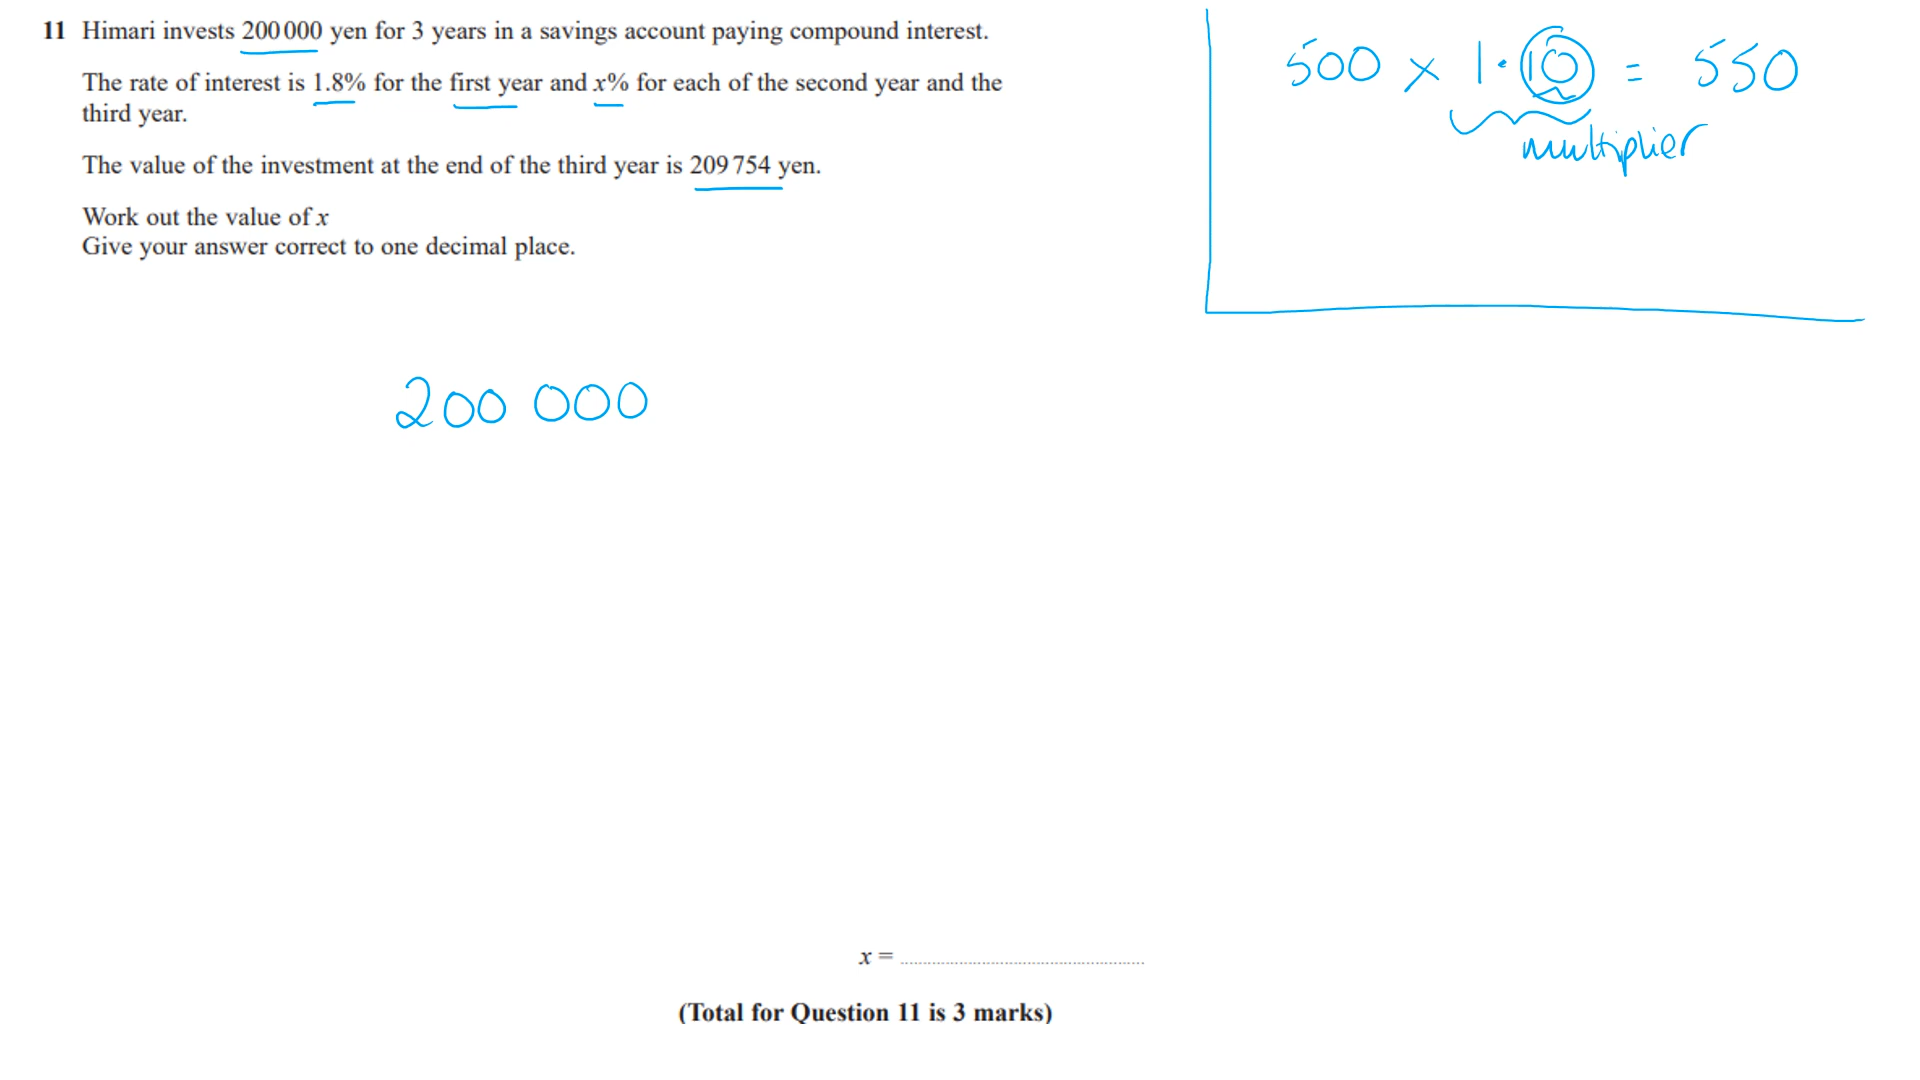 11 Himari invests 200 000 yen for 3 years in a savings account paying compound interest.
The rate of interest is 1.8% for the first year and x% for each of the second year and the
third year.
The value of the investment at the end of the third year is 209 754 yen.
Work out the value of x
Give your answer correct to one decimal place.
500 × 1.10 = 550
multiplier
200 000
x = ................................................
(Total for Question 11 is 3 marks)